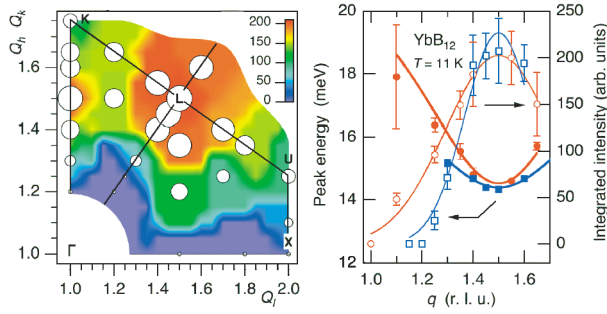 Q_h Q_k
1.8
1.6
1.4
1.2
1.0
K
L
U
X
Γ
200
150
100
50
0
1.0 1.2 1.4 1.6 1.8 2.0
Q_l
Peak energy (meV)
20
18
16
14
12
YbB12
T = 11 K
200
150
100
50
0
Integrated intensity (arb. units)
1.0 1.2 1.4 1.6
q (r. l. u.)